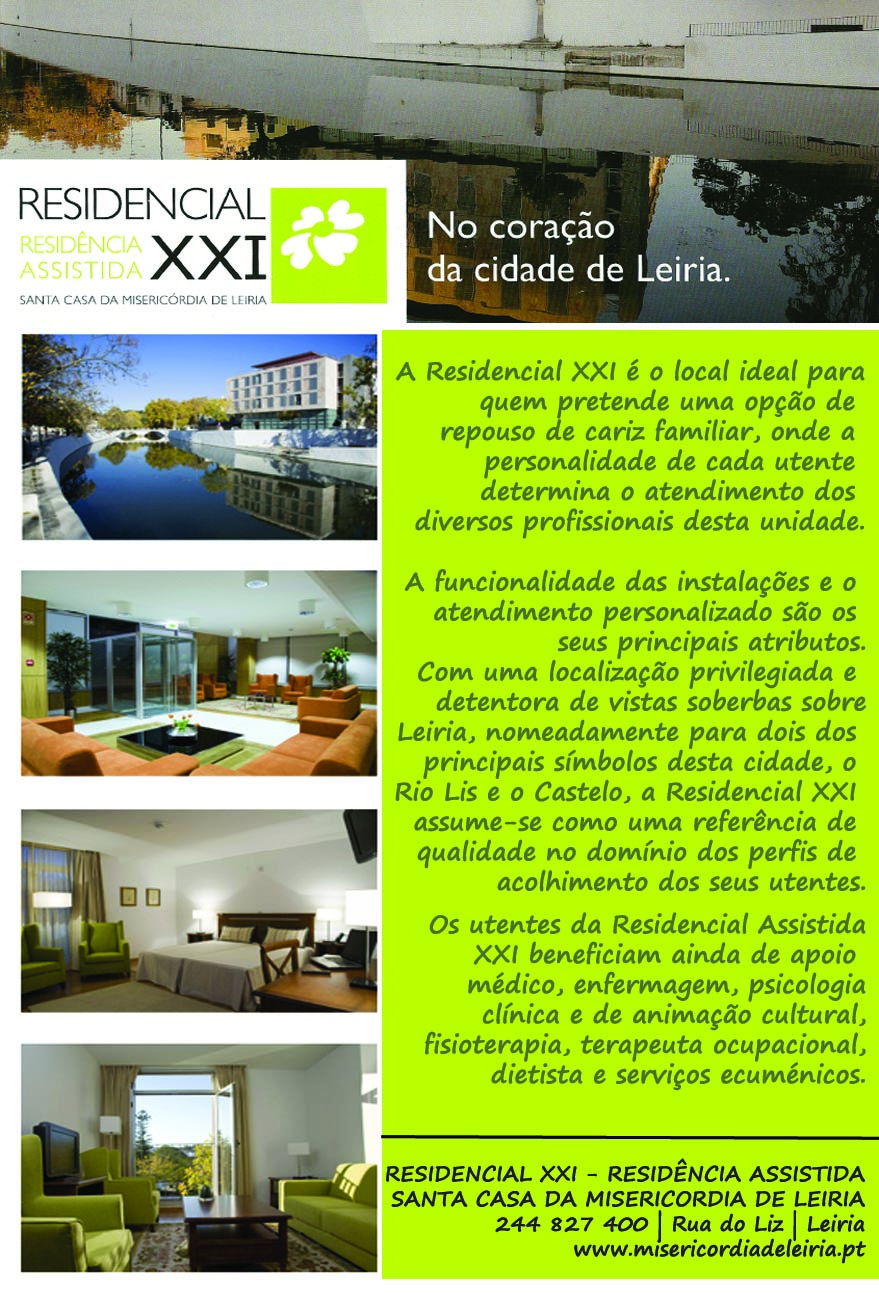 RESIDENCIAL
RESIDÊNCIA
ASSISTIDA
XXI
SANTA CASA DA MISERICÓRDIA DE LEIRIA
No coração
da cidade de Leiria.
A Residencial XXI é o local ideal para
quem pretende uma opção de
repouso de cariz familiar, onde a
personalidade de cada utente
determina o atendimento dos
diversos profissionais desta unidade.
A funcionalidade das instalações e o
atendimento personalizado são os
seus principais atributos.
Com uma localização privilegiada e
detentora de vistas soberbas sobre
Leiria, nomeadamente para dois dos
principais símbolos desta cidade, o
Rio Lis e o Castelo, a Residencial XXI
assume-se como uma referência de
qualidade no domínio dos perfis de
acolhimento dos seus utentes.
Os utentes da Residencial Assistida
XXI beneficiam ainda de apoio
médico, enfermagem, psicologia
clínica e de animação cultural,
fisioterapia, terapeuta ocupacional,
dietista e serviços ecuménicos.
RESIDENCIAL XXI - RESIDÊNCIA ASSISTIDA
SANTA CASA DA MISERICORDIA DE LEIRIA
244 827 400 | Rua do Liz | Leiria
www.misericordiadeleiria.pt